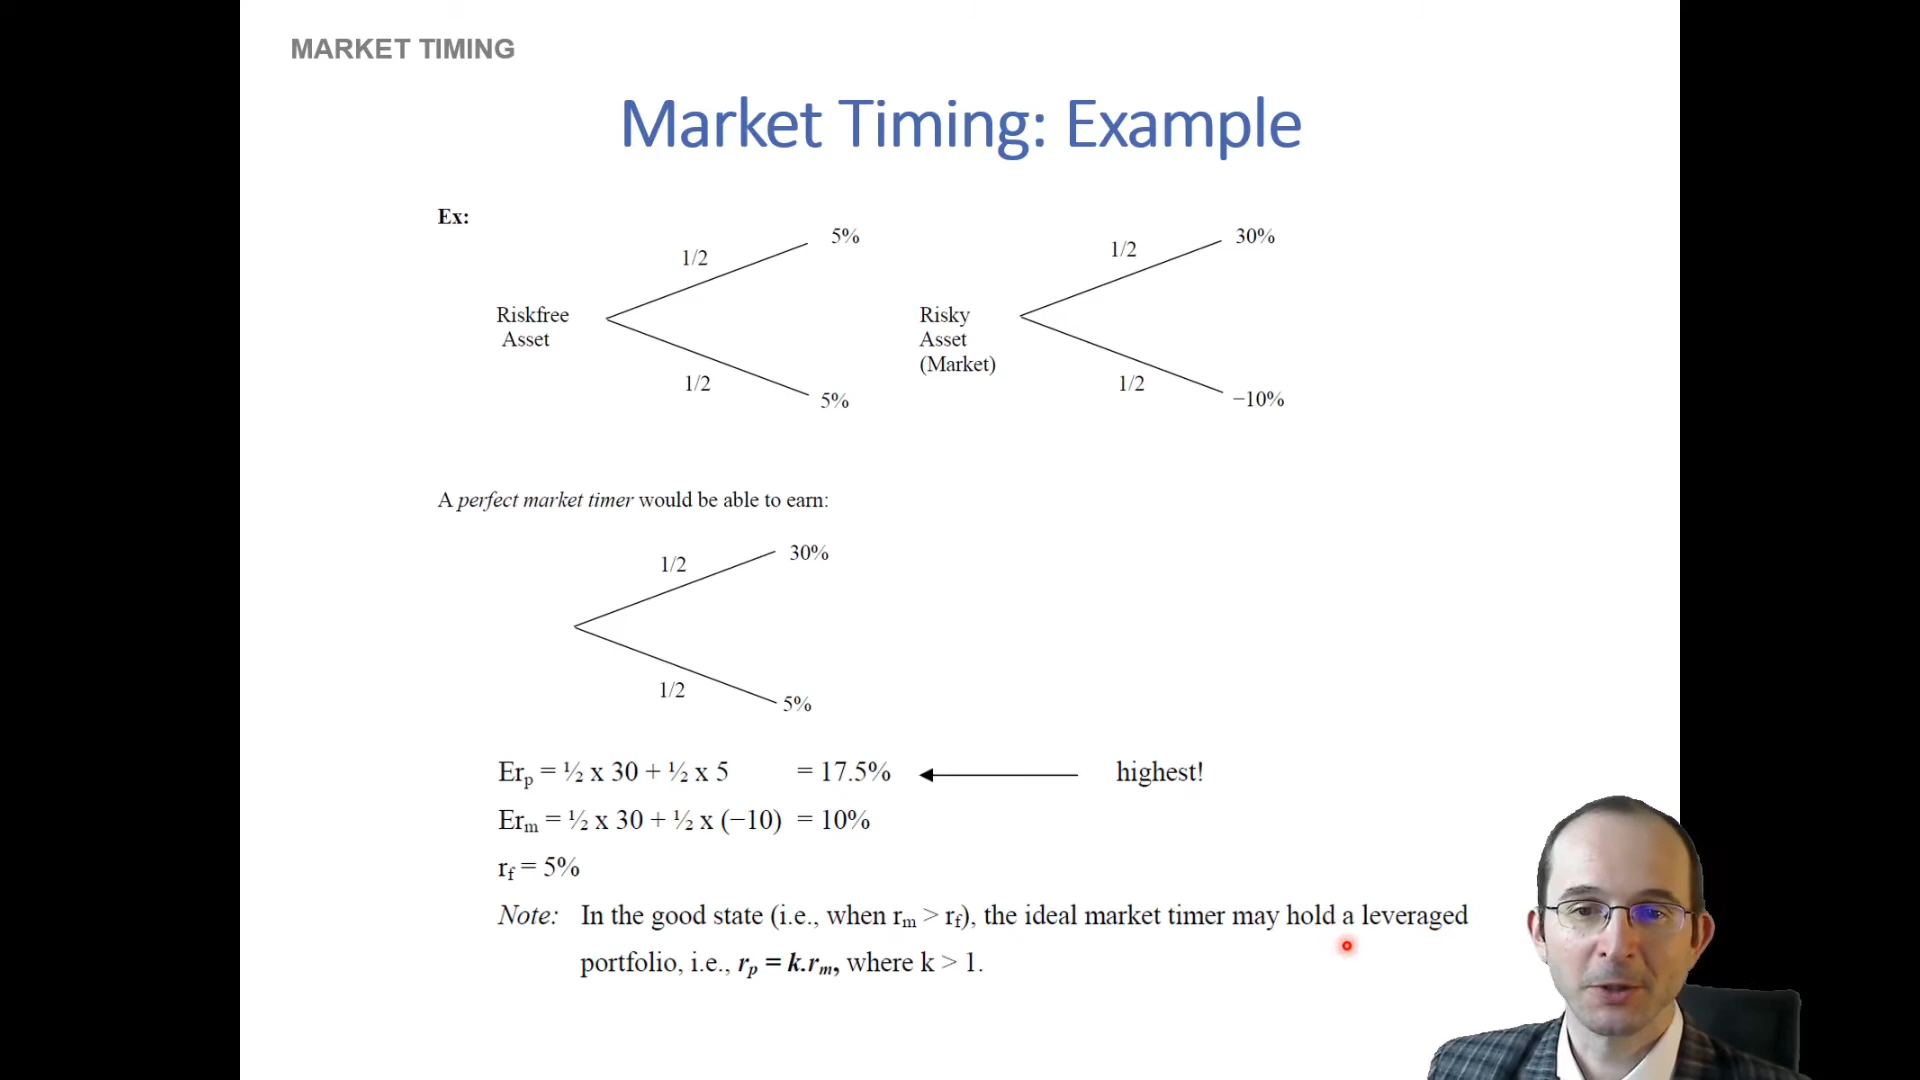 MARKET TIMING
Market Timing: Example
Ex:
5%
30%
1/2
1/2
Riskfree
Asset
Risky
Asset
(Market)
1/2
1/2
5%
−10%
A perfect market timer would be able to earn:
30%
1/2
1/2
5%
Erp = ½ x 30 + ½ x 5 = 17.5% highest!
Erm = ½ x 30 + ½ x (−10) = 10%
rf = 5%
Note: In the good state (i.e., when rm > rf), the ideal market timer may hold a leveraged
portfolio, i.e., rp = k.rm, where k > 1.